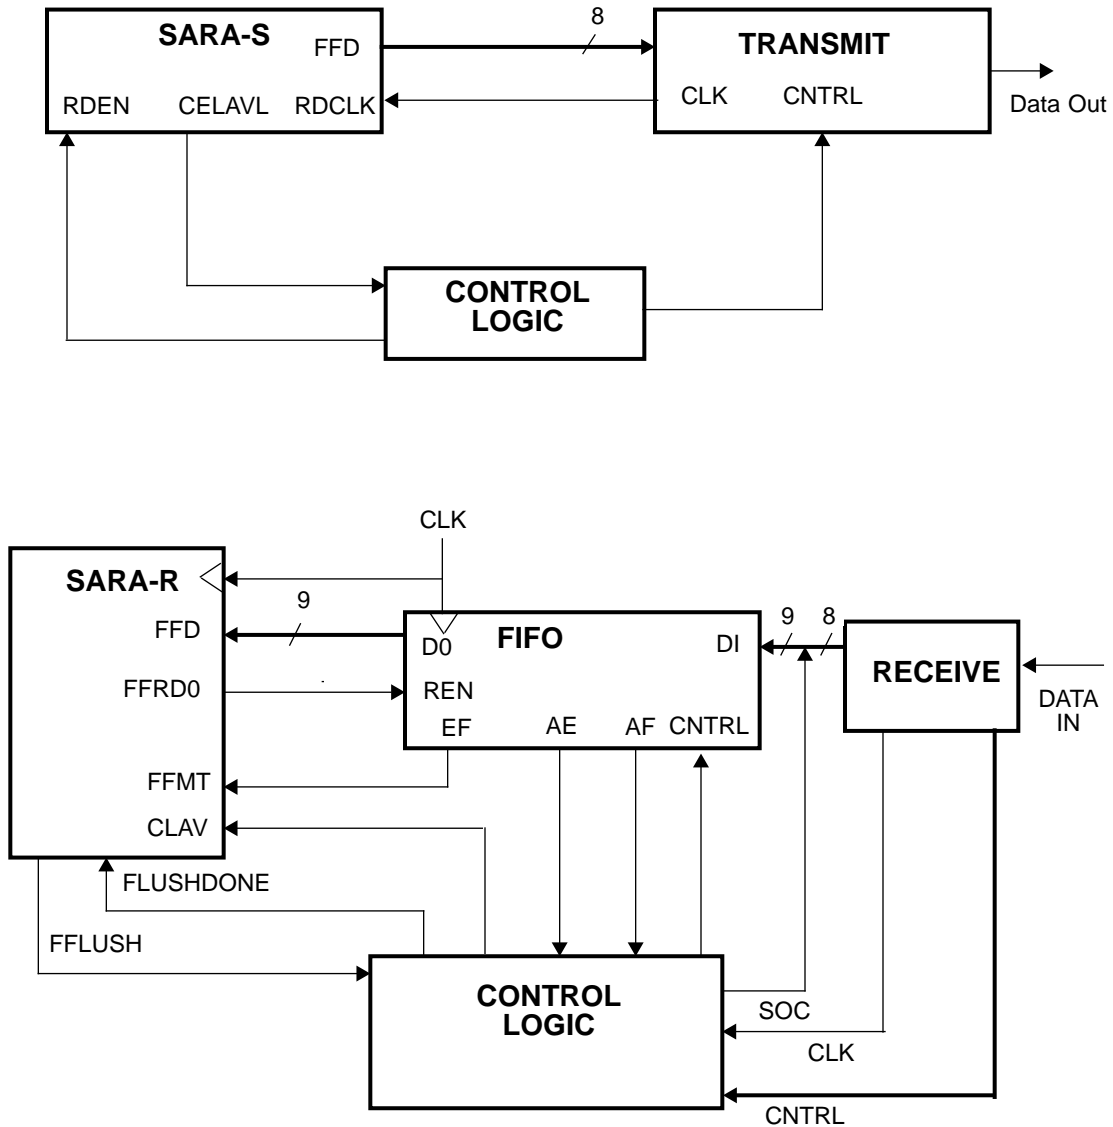 SARA-S
FFD
8
TRANSMIT
RDEN
CELAVL
RDCLK
CLK
CNTRL
Data Out
CONTROL
LOGIC
CLK
SARA-R
FFD
9
D0
FIFO
DI
9
8
RECEIVE
FFRD0
REN
DATA
IN
EF
AE
AF
CNTRL
FFMT
CLAV
FLUSHDONE
FFLUSH
CONTROL
LOGIC
SOC
CLK
CNTRL